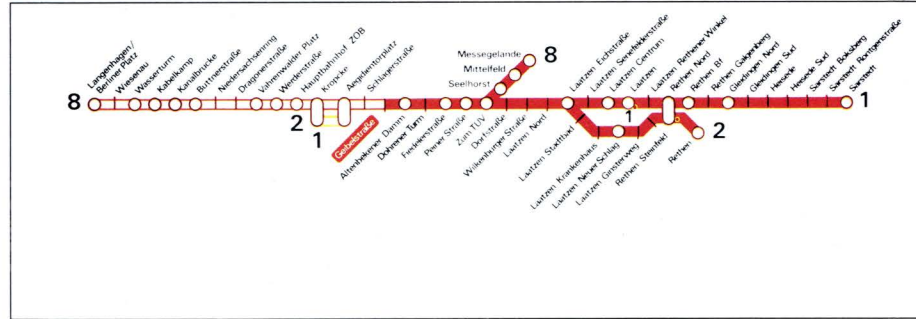 8
Langenhagen/
Berliner Platz
Wiesenau
Wasserturm
Kabelkamp
Kanalbrücke
Büttnerstraße
Niedersachsenring
Dragonerstraße
Vahrenwalder Platz
Werderstraße
Hauptbahnhof ZOB
Kröpcke
Aegidientorplatz
Schlägerstraße
2
1
Geibelstraße
Altenbekener Damm
Döhrener Turm
Fiedelerstraße
Peiner Straße
Zum TÜV
Dorfstraße
Wilkenburger Straße
Laatzen Nord
Messegelände
8
Mittelfeld
Seelhorst
Laatzen Eichstraße
Laatzen Seerfelderstraße
Laatzen Centrum
Laatzen
Laatzen Rethener Winkel
1
Laatzen Stadtbad
Laatzen Krankenhaus
Laatzen Neuer Schlag
Laatzen Ginsterweg
Rethen Steinfeld
Rethen
2
Rethen Nord
Rethen Bf
Rethen Galgenberg
Gleidingen Nord
Gleidingen Süd
Heisede
Heisede Süd
Sarstedt Boksberg
Sarstedt Röntgenstraße
Sarstedt
1